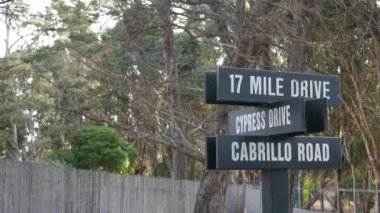 17 MILE DRIVE
CYPRESS DRIVE
CABRILLO ROAD